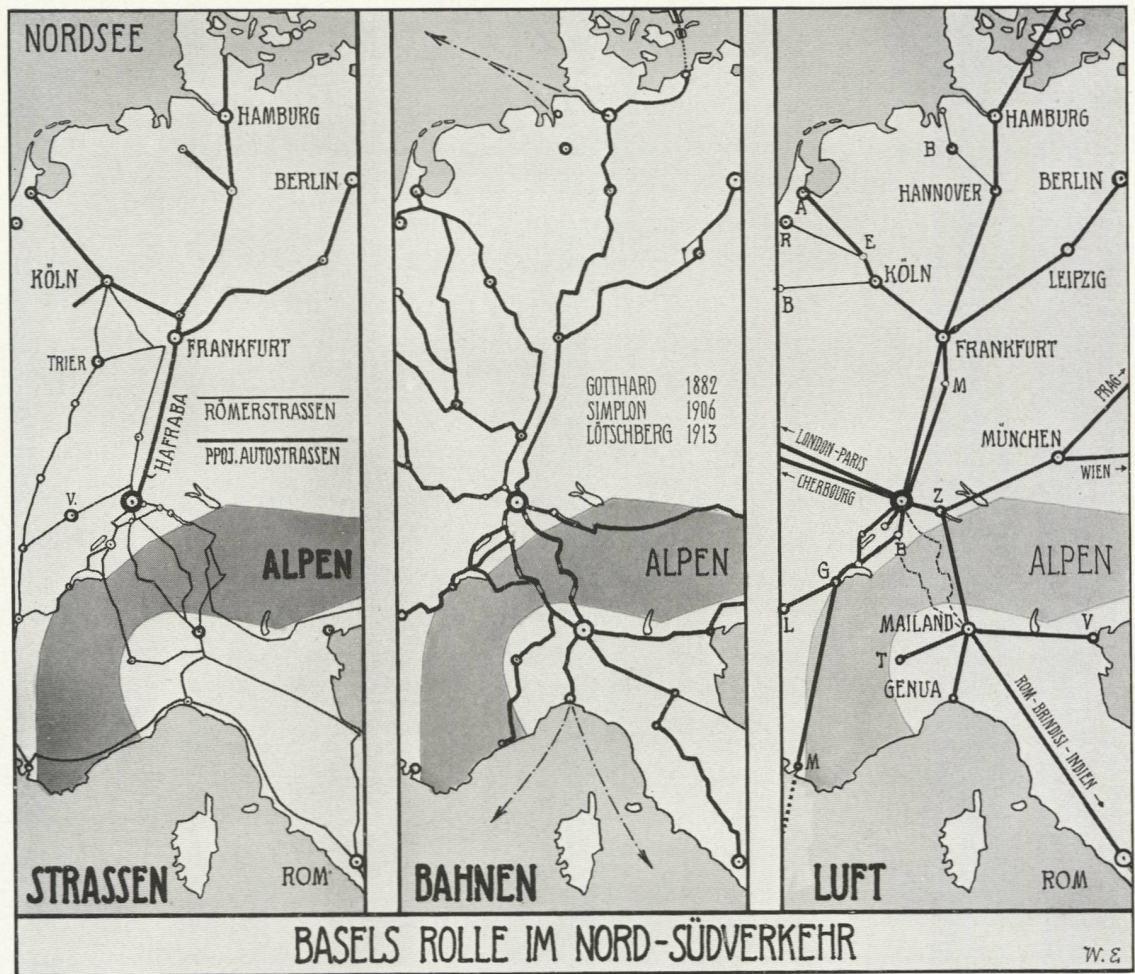 NORDSEE
HAMBURG
BERLIN
KÖLN
FRANKFURT
TRIER
HAFRABA
RÖMERSTRASSEN
PROJ. AUTOSTRASSEN
V.
ALPEN
STRASSEN
ROM
GOTTHARD 1882
SIMPLON 1906
LÖTSCHBERG 1913
ALPEN
BAHNEN
HAMBURG
B
HANNOVER
BERLIN
A
R
E
KÖLN
B
LEIPZIG
FRANKFURT
M
PRAG
MÜNCHEN
LONDON-PARIS
WIEN
CHERBOURG
Z
B
G
ALPEN
L
MAILAND
V
T
GENUA
ROM-BRINDISI-INDIEN
M
LUFT
ROM
BASELS ROLLE IM NORD-SÜDVERKEHR
W. E